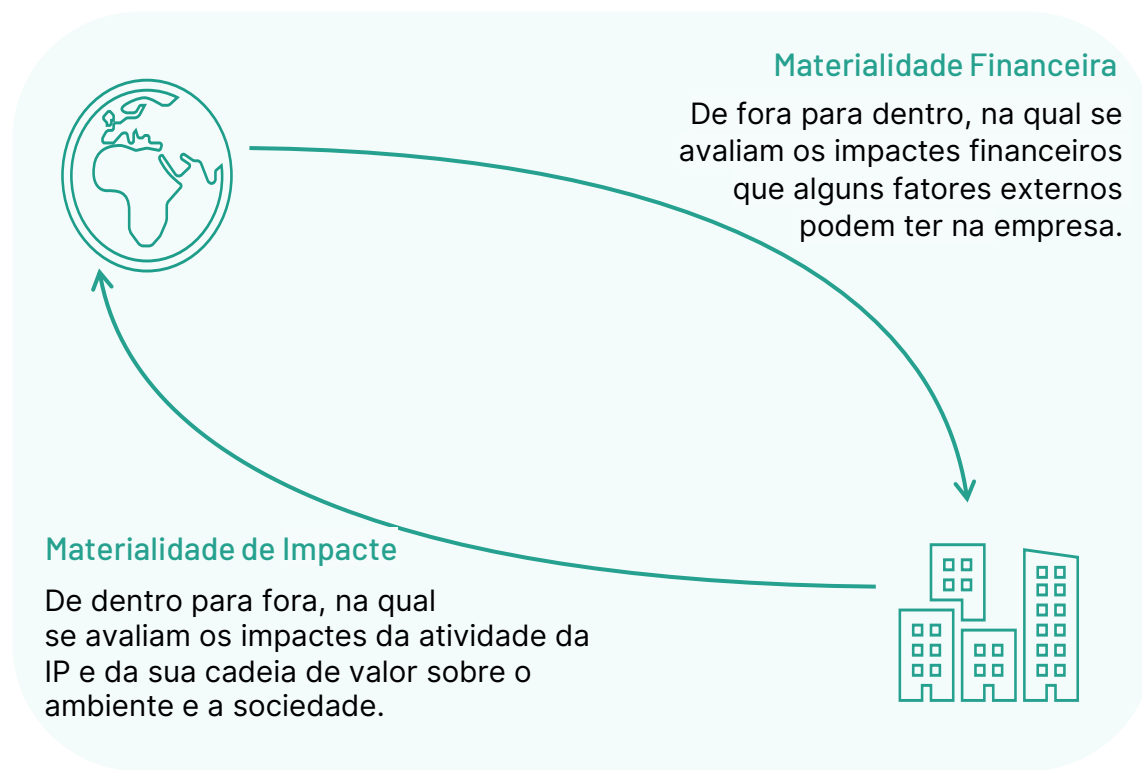 Materialidade Financeira
De fora para dentro, na qual se
avaliam os impactes financeiros
que alguns fatores externos
podem ter na empresa.
Materialidade de Impacte
De dentro para fora, na qual
se avaliam os impactes da atividade da
IP e da sua cadeia de valor sobre o
ambiente e a sociedade.